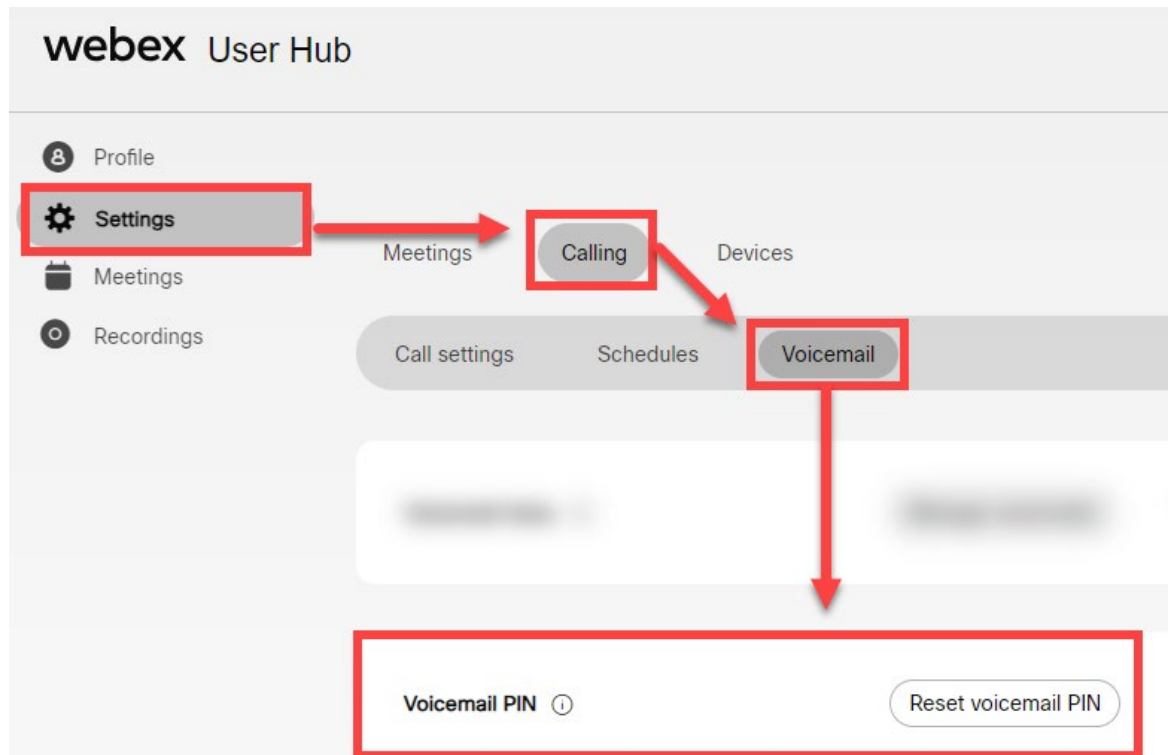 webex User Hub
Profile
Settings
Meetings
Recordings
Meetings Calling Devices
Call settings Schedules Voicemail
Voicemail PIN
Reset voicemail PIN